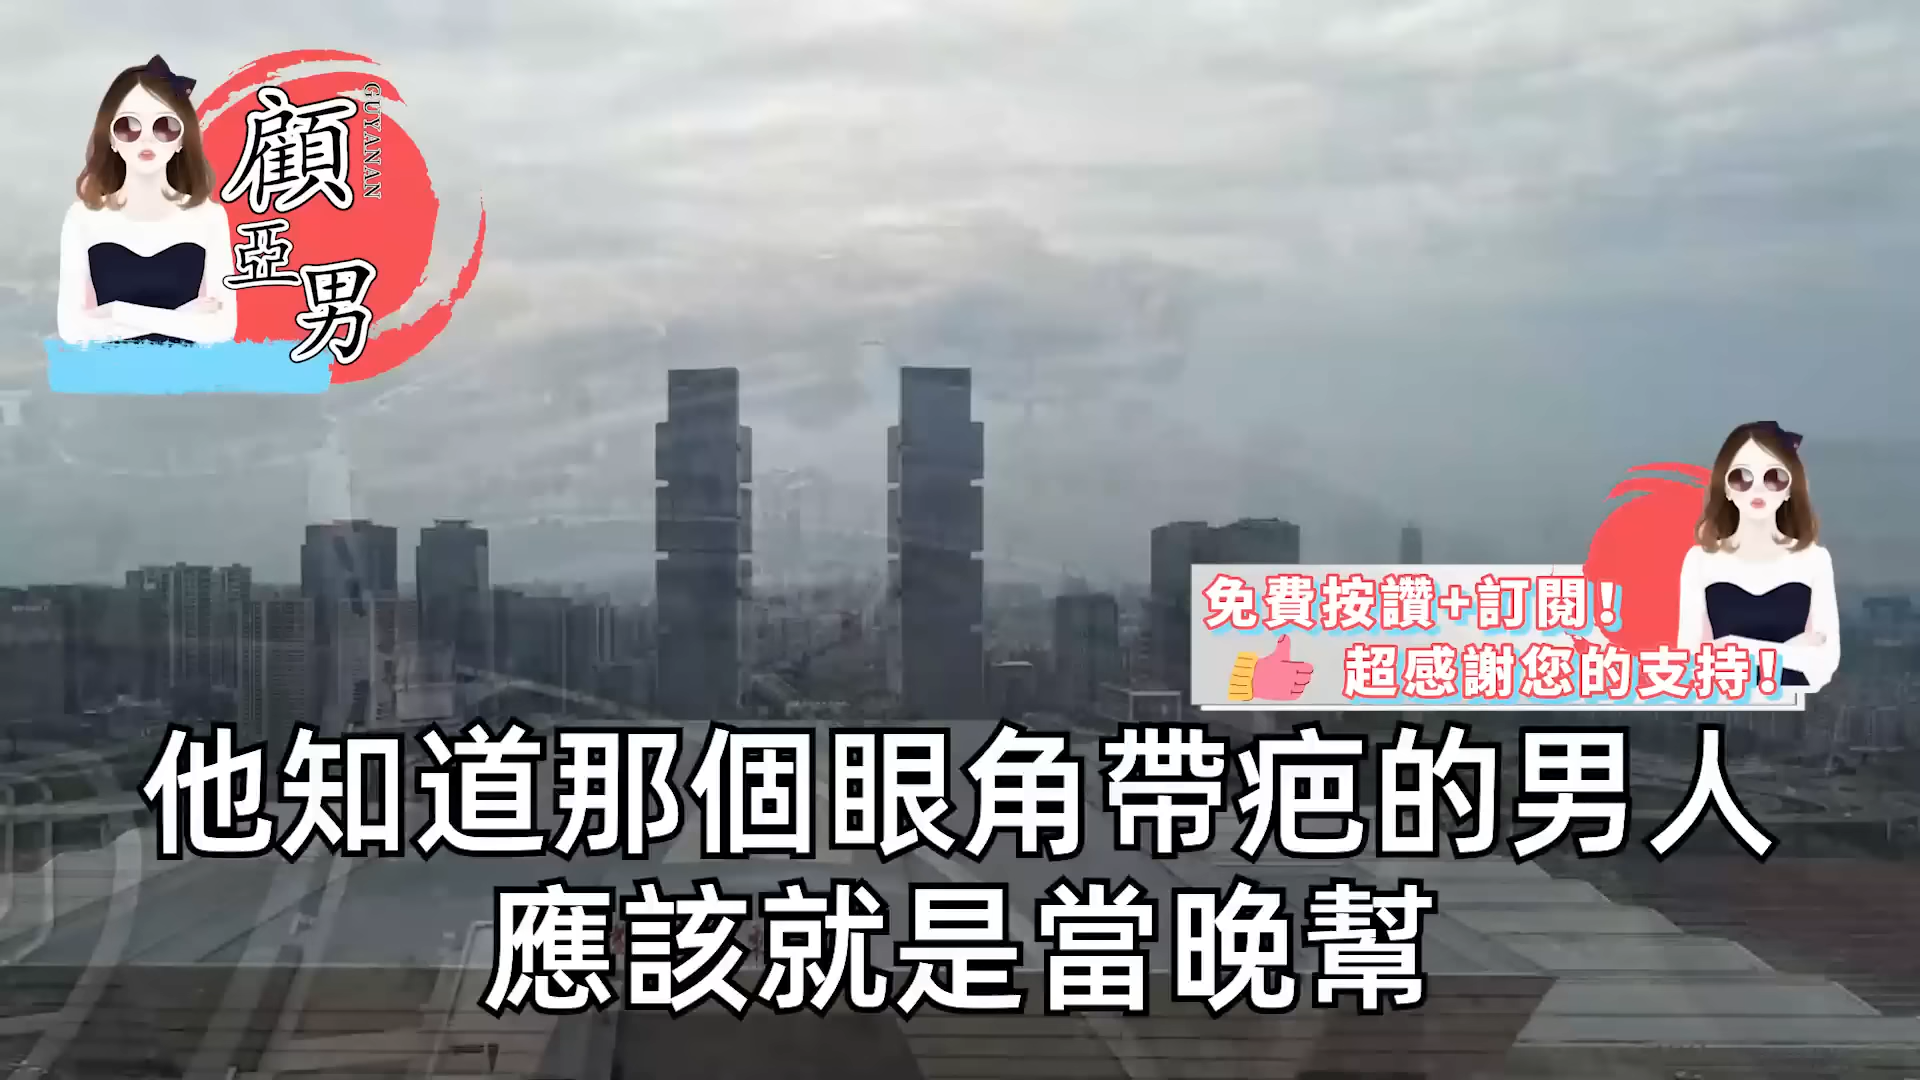 顧亞男
GUYANAN
免費按讚+訂閱!
超感謝您的支持!
他知道那個眼角帶疤的男人
應該就是當晚幫